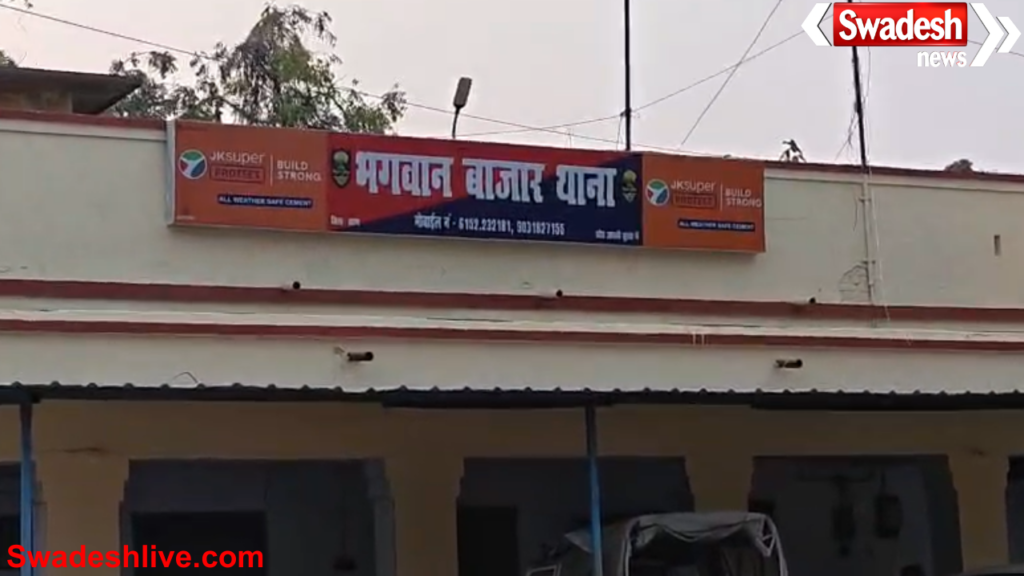 Swadesh
news
JKSUPER
PROTECT
BUILD
STRONG
ALL WEATHER SAFE CEMENT
भगवान बाजार थाना
मोबाईल नं - 6152.232181, 9031827156
JKSUPER
PROTECT
BUILD
STRONG
ALL WEATHER SAFE CEMENT
Swadeshlive.com